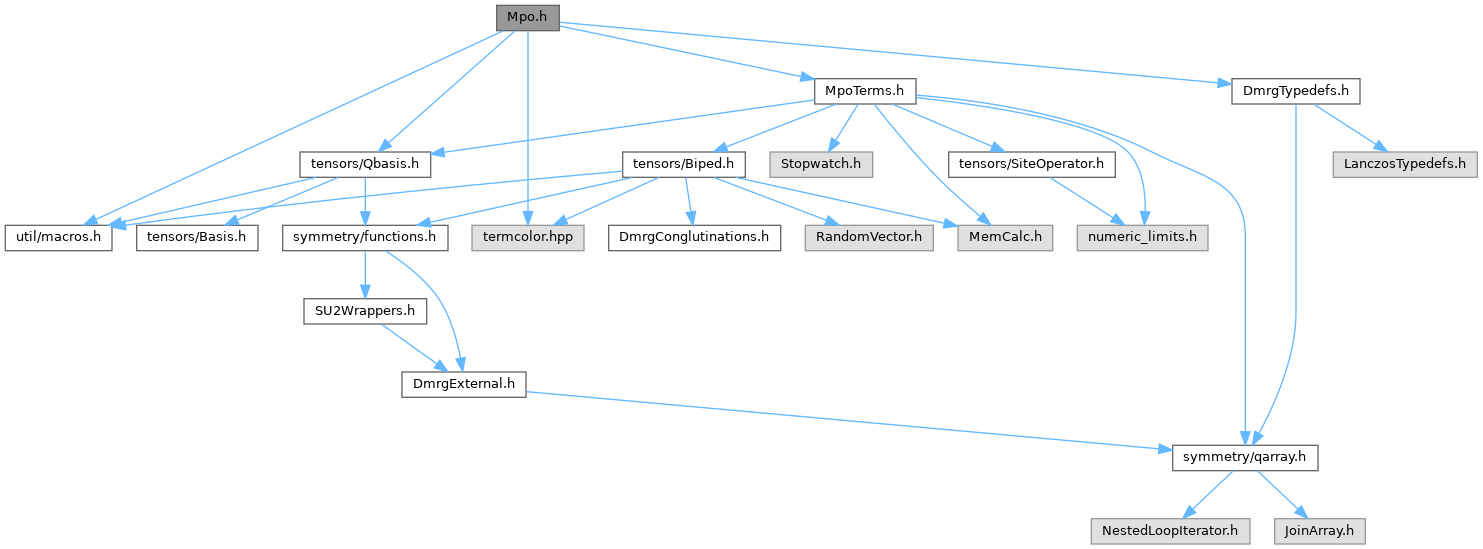 Mpo.h
MpoTerms.h
DmrgTypedefs.h
tensors/Qbasis.h
tensors/Biped.h
Stopwatch.h
tensors/SiteOperator.h
LanczosTypedefs.h
util/macros.h
tensors/Basis.h
symmetry/functions.h
termcolor.hpp
DmrgConglutinations.h
RandomVector.h
MemCalc.h
numeric_limits.h
SU2Wrappers.h
DmrgExternal.h
symmetry/qarray.h
NestedLoopIterator.h
JoinArray.h